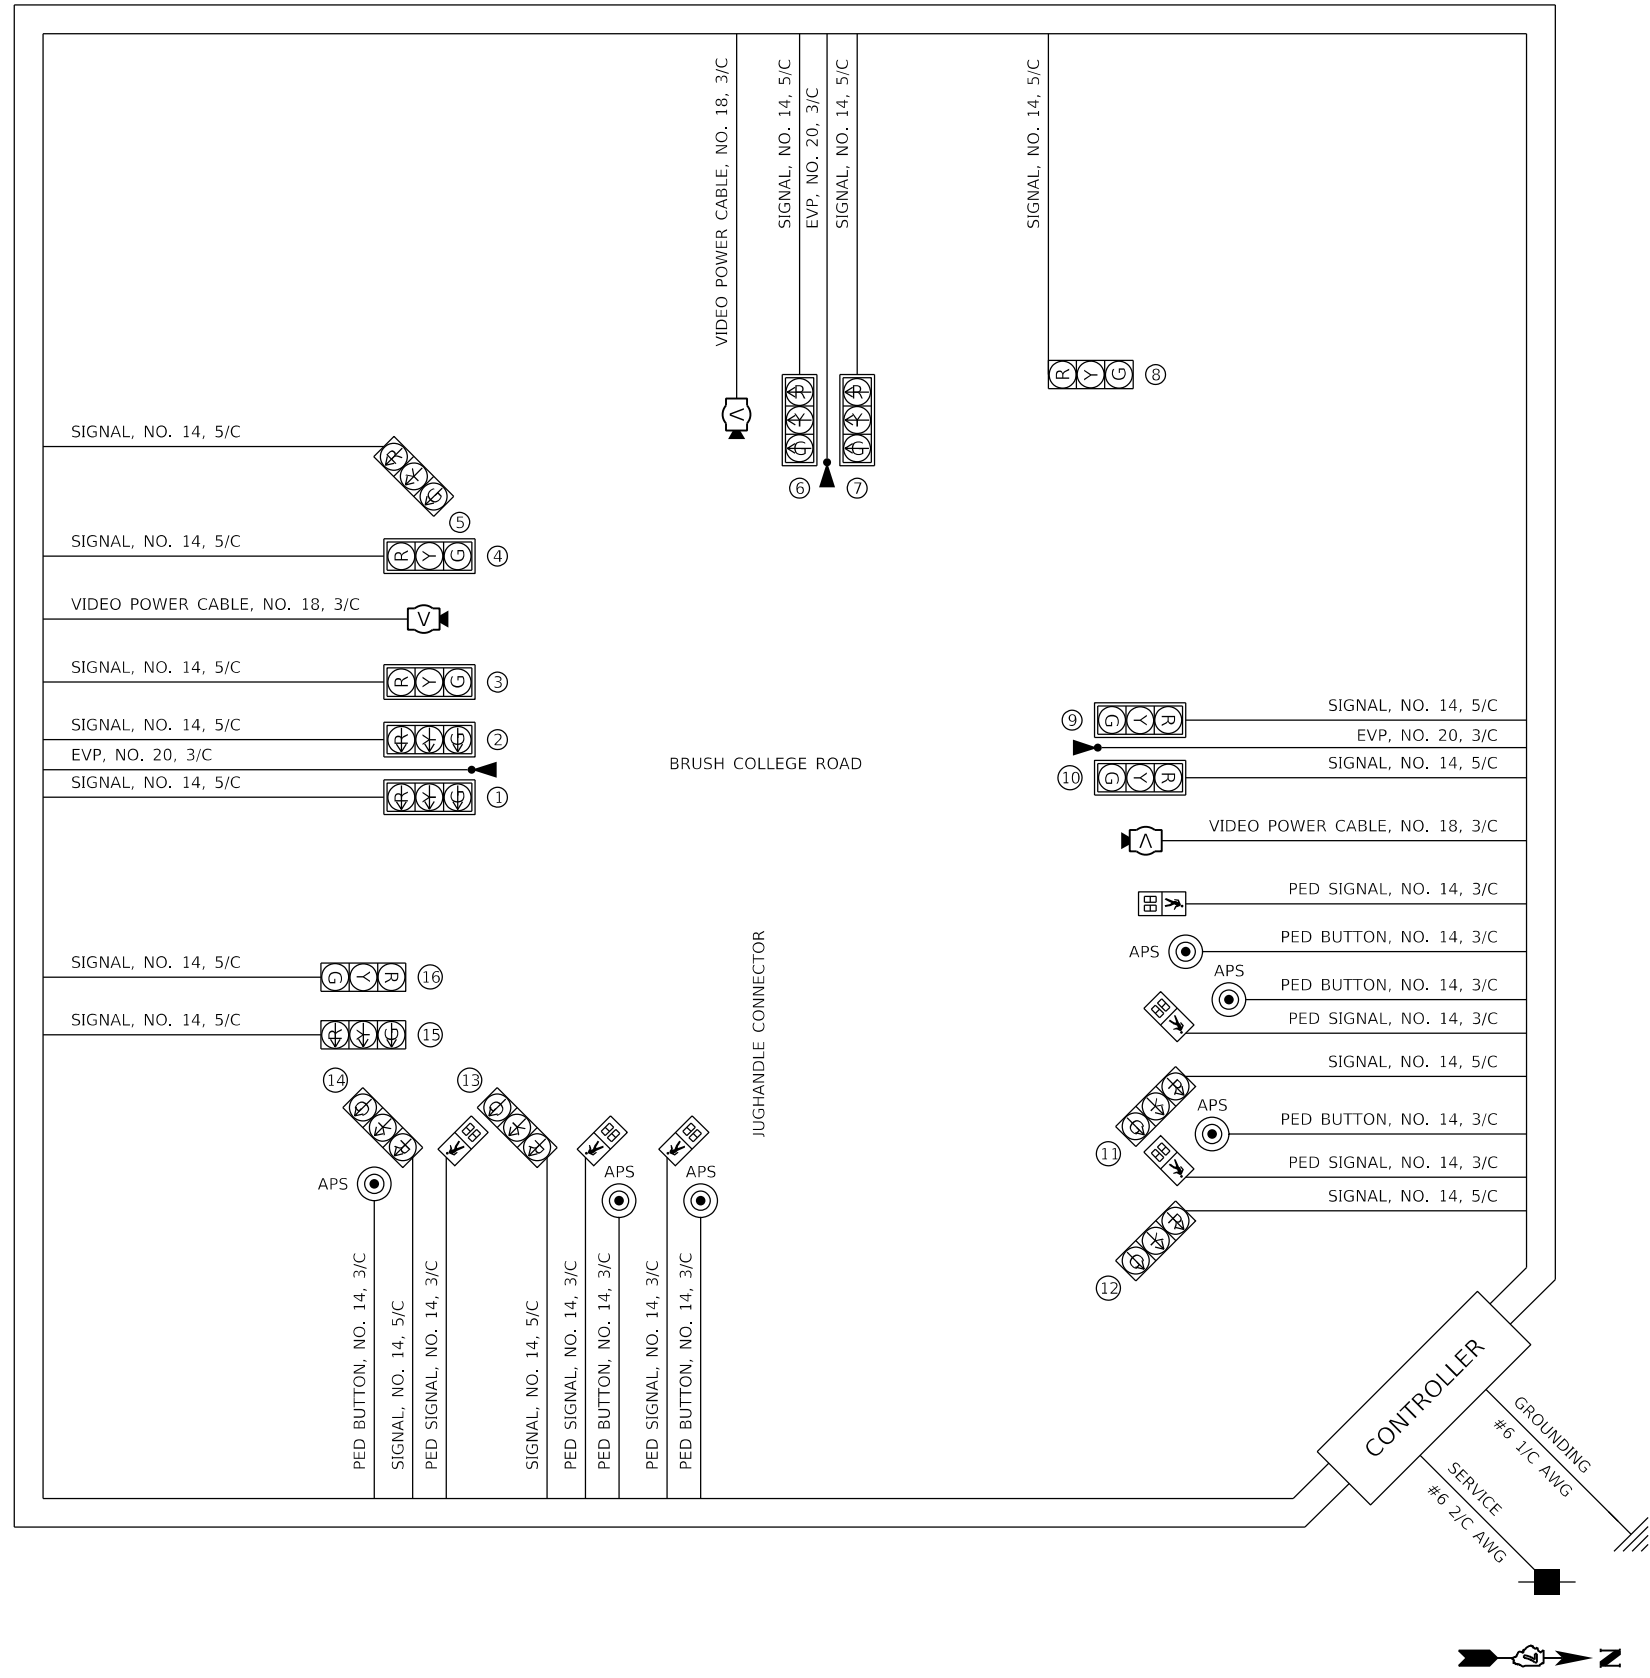 VIDEO POWER CABLE, NO. 18, 3/C
SIGNAL, NO. 14, 5/C
EVP, NO. 20, 3/C
SIGNAL, NO. 14, 5/C
SIGNAL, NO. 14, 5/C
R Y G
8
R Y G
6
R Y G
7
V
SIGNAL, NO. 14, 5/C
R Y G
5
SIGNAL, NO. 14, 5/C
R Y G
4
VIDEO POWER CABLE, NO. 18, 3/C
V
SIGNAL, NO. 14, 5/C
R Y G
3
SIGNAL, NO. 14, 5/C
R Y G
2
EVP, NO. 20, 3/C
SIGNAL, NO. 14, 5/C
R Y G
1
BRUSH COLLEGE ROAD
9
G Y R
SIGNAL, NO. 14, 5/C
EVP, NO. 20, 3/C
10
G Y R
SIGNAL, NO. 14, 5/C
V
VIDEO POWER CABLE, NO. 18, 3/C
PED SIGNAL, NO. 14, 3/C
APS
PED BUTTON, NO. 14, 3/C
APS
PED BUTTON, NO. 14, 3/C
PED SIGNAL, NO. 14, 3/C
SIGNAL, NO. 14, 5/C
G Y R
11
APS
PED BUTTON, NO. 14, 3/C
PED SIGNAL, NO. 14, 3/C
SIGNAL, NO. 14, 5/C
G Y R
12
JUGHANDLE CONNECTOR
SIGNAL, NO. 14, 5/C
G Y R
16
SIGNAL, NO. 14, 5/C
R Y G
15
14
G Y R
13
G Y R
APS
APS
APS
PED BUTTON, NO. 14, 3/C
SIGNAL, NO. 14, 5/C
PED SIGNAL, NO. 14, 3/C
SIGNAL, NO. 14, 5/C
PED SIGNAL, NO. 14, 3/C
PED BUTTON, NO. 14, 3/C
PED SIGNAL, NO. 14, 3/C
PED BUTTON, NO. 14, 3/C
CONTROLLER
GROUNDING
#6 1/C AWG
SERVICE
#6 2/C AWG
7
N